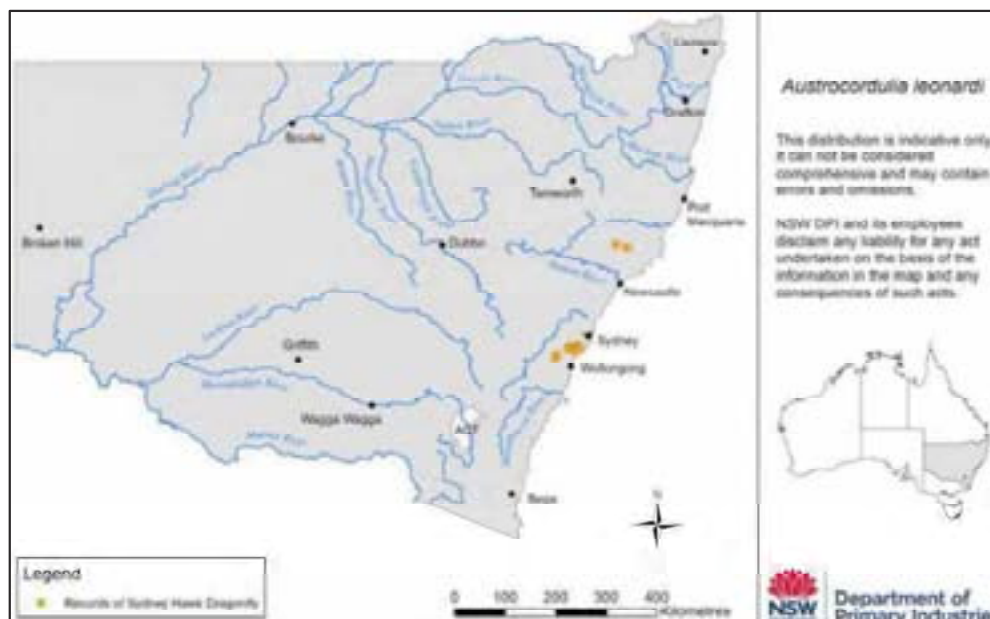 Lismore
Grafton
Bourke
Tamworth
Port
Macquarie
Broken Hill
Dubbo
Newcastle
Sydney
Griffith
Wollongong
Wagga Wagga
ACT
Bega
N
Legend
Records of Sydney Hawk Dragonfly
0 100 200 300 400
Kilometres
Austrocordulia leonardi
This distribution is indicative only
it can not be considered
comprehensive and may contain
errors and omissions.
NSW DPI and its employees
disclaim any liability for any act
undertaken on the basis of the
information in the map and any
consequences of such acts.
NSW
Department of
Primary Industrie